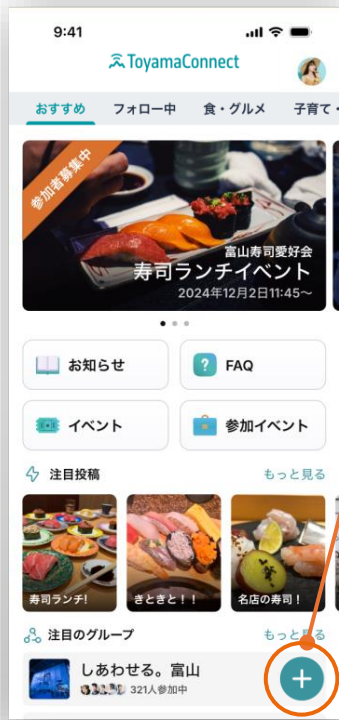 9:41
ToyamaConnect
おすすめ フォロー中 食・グルメ 子育て・
参加者募集中
富山寿司愛好会
寿司ランチイベント
2024年12月2日11:45～
お知らせ
? FAQ
イベント
参加イベント
注目投稿 もっと見る
寿司ランチ!
きときと！！
名店の寿司！
注目のグループ もっと見る
しあわせる。富山
321人参加中
+